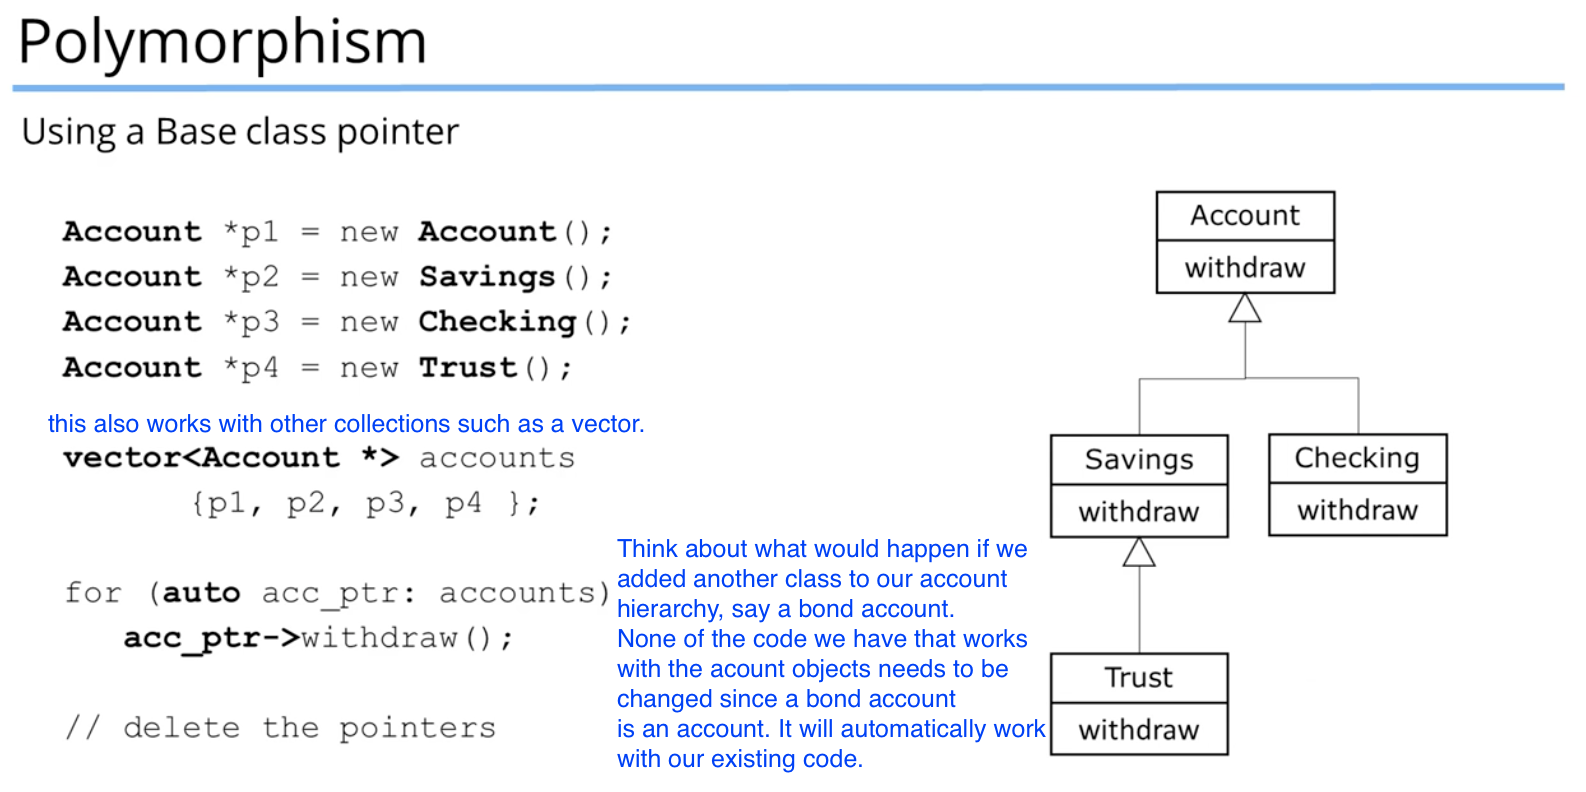 Polymorphism
Using a Base class pointer
Account *p1 = new Account();
Account *p2 = new Savings();
Account *p3 = new Checking();
Account *p4 = new Trust();
this also works with other collections such as a vector.
vector<Account *> accounts
{p1, p2, p3, p4 };
for (auto acc_ptr: accounts)
acc_ptr->withdraw();
// delete the pointers
Think about what would happen if we
added another class to our account
hierarchy, say a bond account.
None of the code we have that works
with the acount objects needs to be
changed since a bond account
is an account. It will automatically work
with our existing code.
Account
withdraw
Savings
withdraw
Checking
withdraw
Trust
withdraw